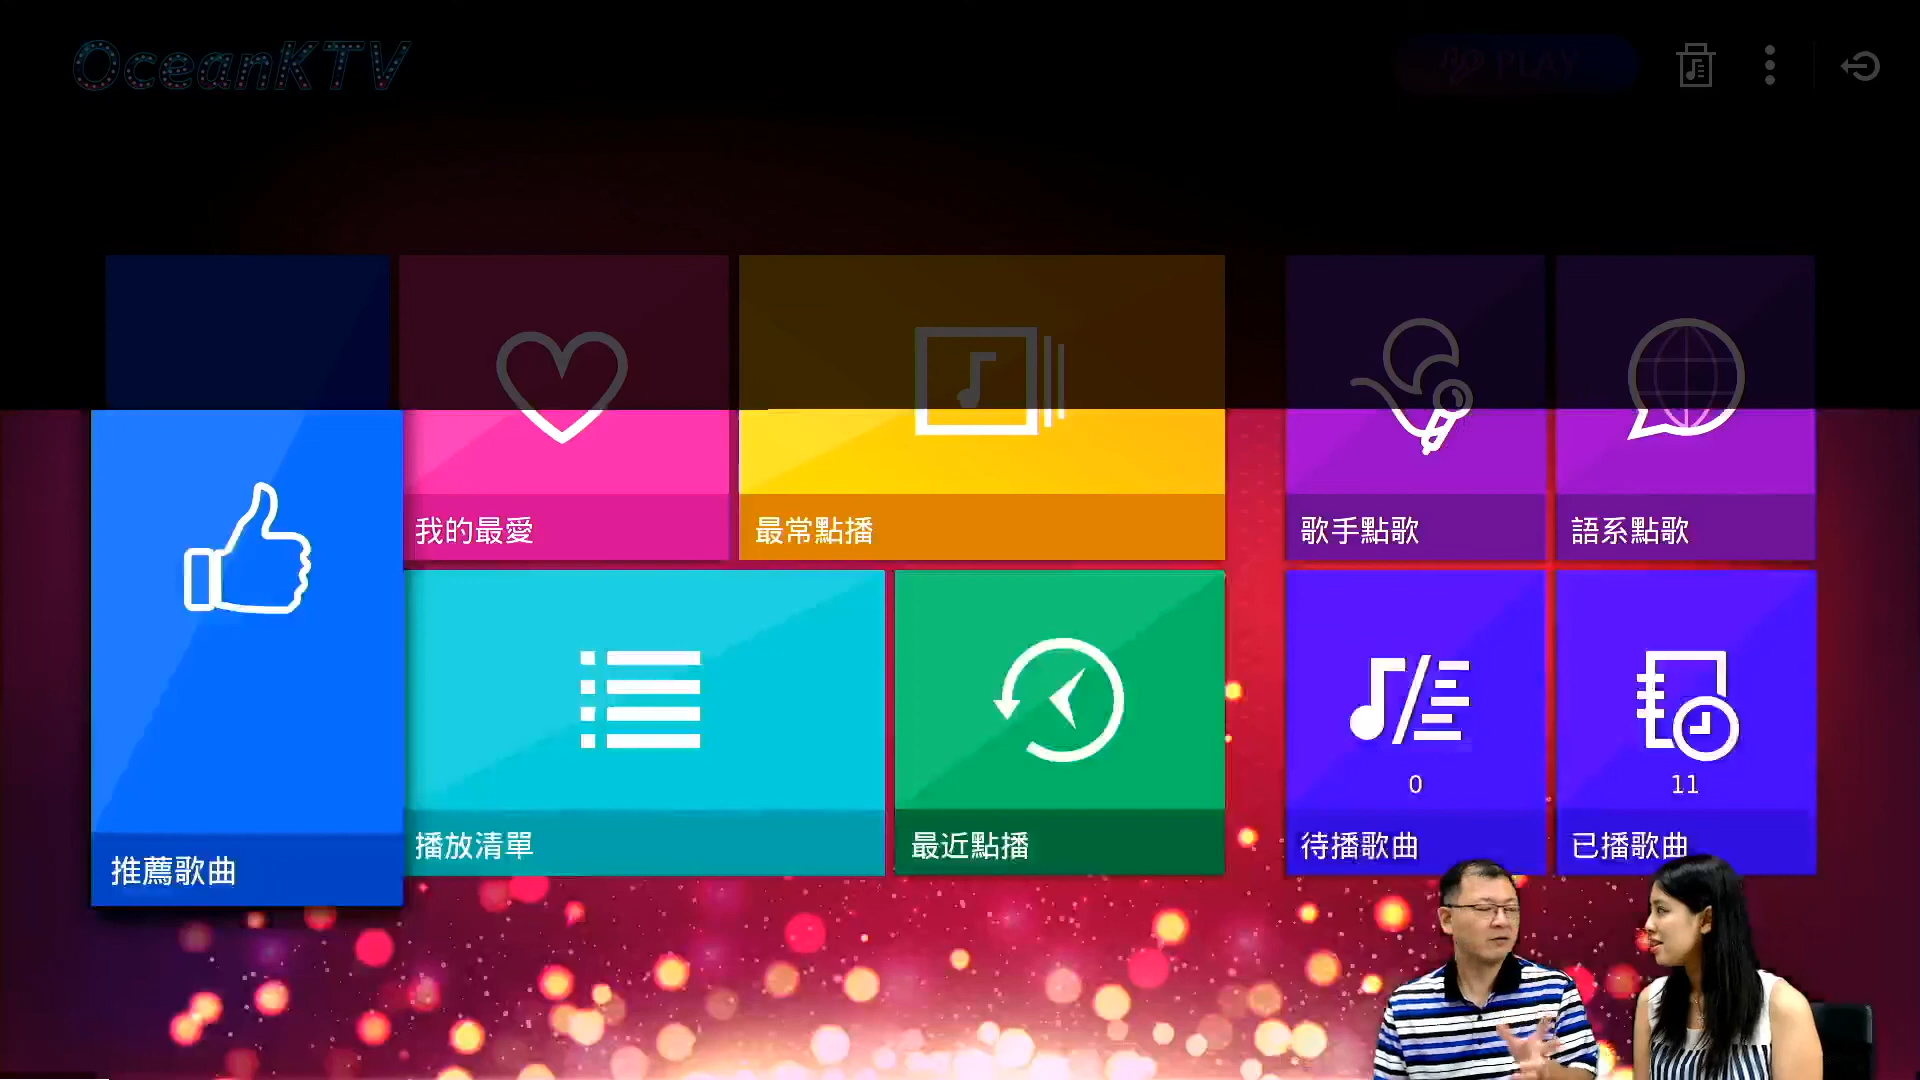 OceanKTV
PLAY
我的最愛
最常點播
歌手點歌
語系點歌
0
11
推薦歌曲
播放清單
最近點播
待播歌曲
已播歌曲